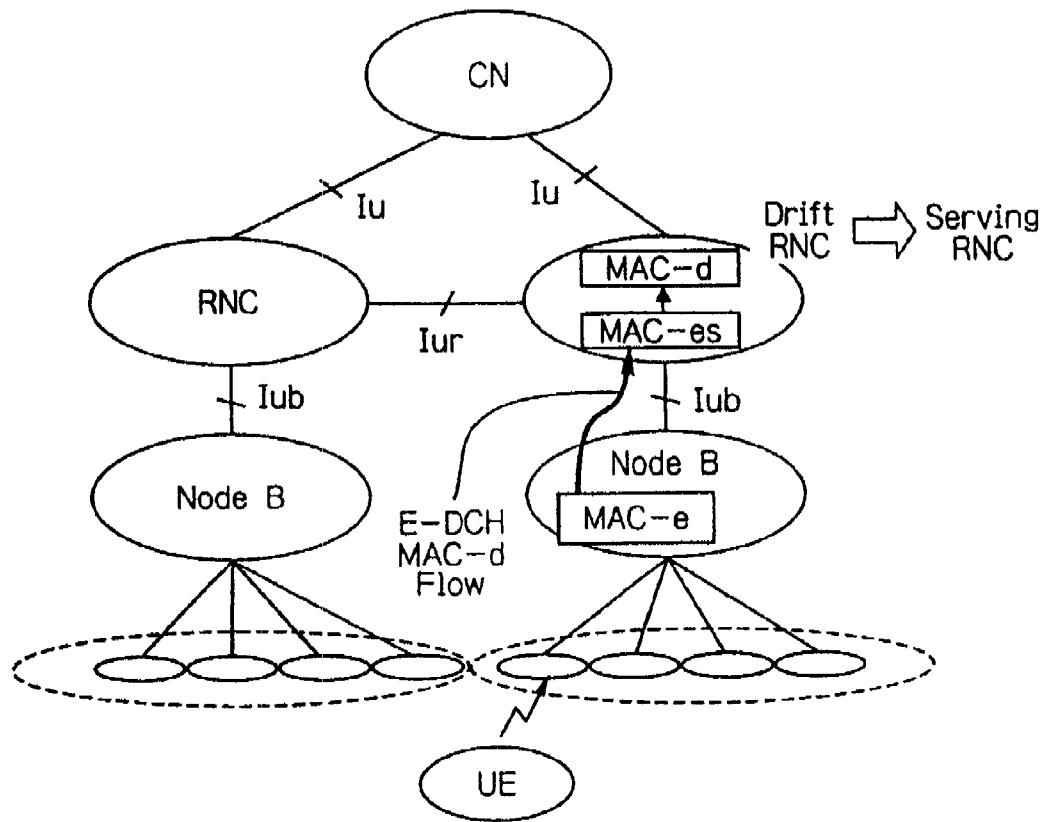 CN
Iu
Iu
Drift
RNC
Serving
RNC
MAC-d
RNC
MAC-es
Iur
Iub
Iub
Node B
Node B
E-DCH
MAC-d
Flow
MAC-e
UE